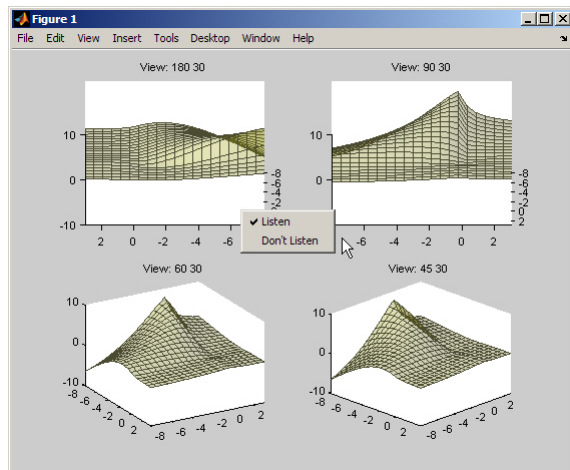 Figure 1
File Edit View Insert Tools Desktop Window Help
View: 180 30
View: 90 30
10
0
-10
2 0 -2 -4 -6
-8
-6
-4
-2
10
0
-10
-6 -4 -2 0 2
-8
-6
-4
-2
0
2
✔ Listen
Don't Listen
View: 60 30
View: 45 30
10
0
-10
-8 -6 -4 -2 0 2
-8 -6 -4 -2 0 2
10
0
-10
-8 -6 -4 -2 0 2
-8 -6 -4 -2 0 2